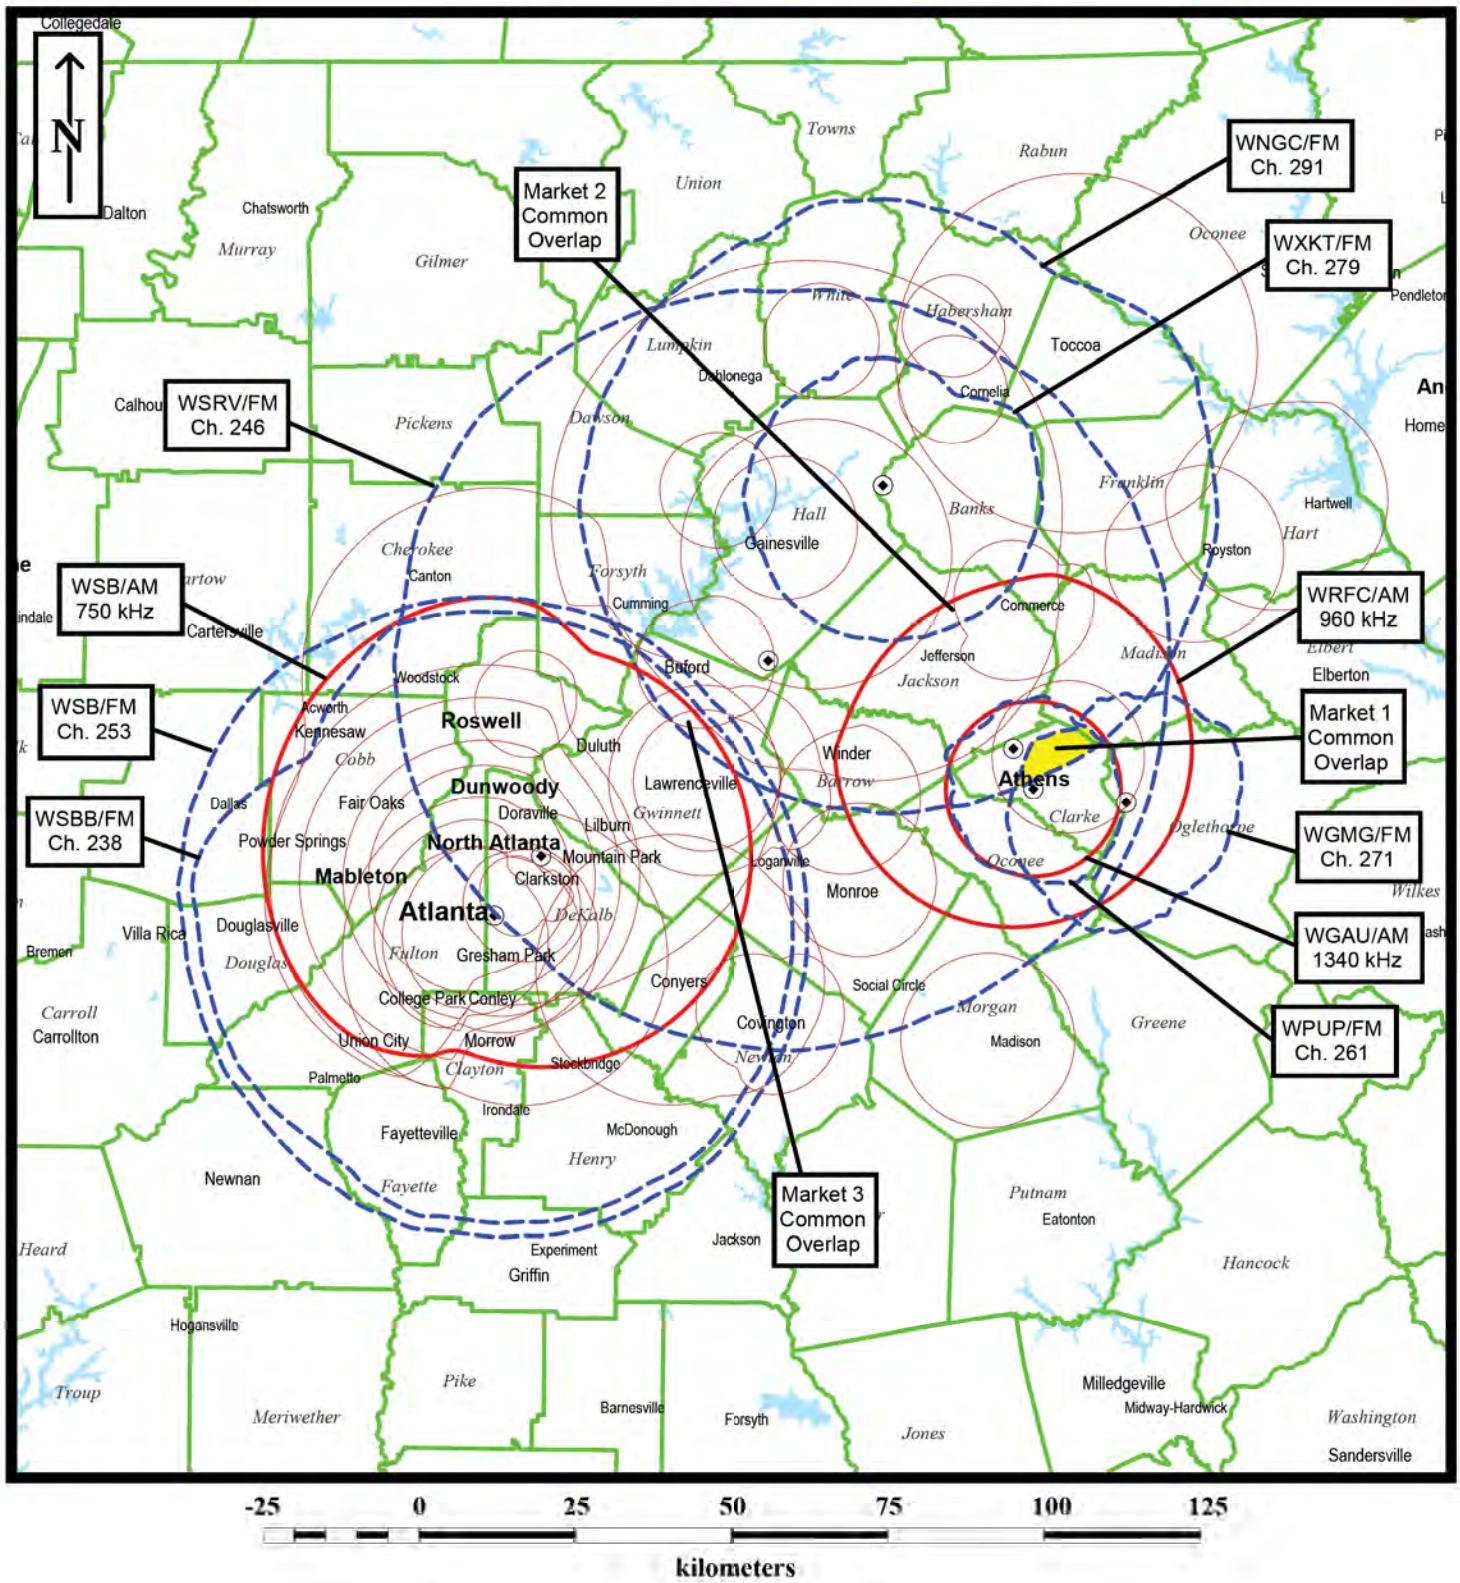 Collegedale
N
Dalton
Chatsworth
Murray
Gilmer
Union
Towns
Rabun
WNGC/FM
Ch. 291
Market 2
Common
Overlap
Oconee
WXKT/FM
Ch. 279
Pendleton
White
Habersham
Lumpkin
Toccoa
Dahlonega
Cornelia
Calhou
WSRV/FM
Ch. 246
Pickens
Dawson
An
Home
Franklin
Hartwell
Hall
Banks
Hart
Gainesville
Royston
Cherokee
Canton
Forsyth
WSB/AM
750 kHz
artow
Cumming
Commerce
WRFC/AM
960 kHz
Cartersville
Elbert
Elberton
Jefferson
Madison
Buford
Jackson
Woodstock
WSB/FM
Ch. 253
Acworth
Kennesaw
Roswell
Duluth
Market 1
Common
Overlap
Cobb
Winder
Athens
Barrow
Lawrenceville
Gwinnett
Dunwoody
Doraville
Dallas
Fair Oaks
Lilburn
Clarke
Oglethorpe
WSBB/FM
Ch. 238
Powder Springs
North Atlanta
Mountain Park
Loganville
Oconee
WGMG/FM
Ch. 271
Mableton
Clarkston
Monroe
Wilkes
Atlanta
DeKalb
Villa Rica
Douglasville
Bremen
Douglas
Fulton
Gresham Park
WGAU/AM
1340 kHz
Conyers
Social Circle
College Park
Conley
Morgan
Carroll
Carrollton
Covington
Greene
WPUP/FM
Ch. 261
Union City
Morrow
Newton
Madison
Clayton
Stockbridge
Palmetto
Irondale
Fayetteville
McDonough
Henry
Newnan
Fayette
Market 3
Common
Overlap
Putnam
Eatonton
Heard
Experiment
Griffin
Jackson
Hancock
Hogansville
Troup
Pike
Meriwether
Barnesville
Forsyth
Jones
Milledgeville
Midway-Hardwick
Washington
Sandersville
-25 0 25 50 75 100 125
kilometers